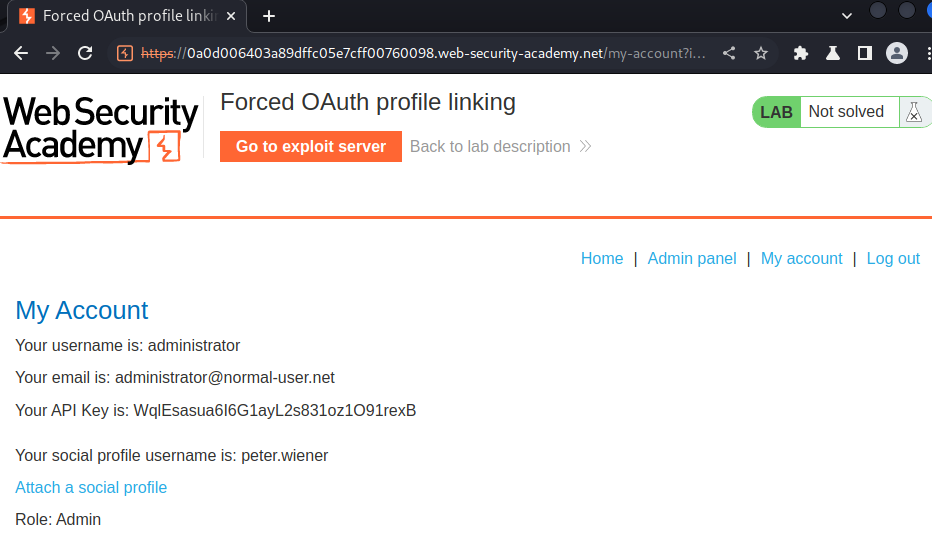 Forced OAuth profile linkin
https://0a0d006403a89dffc05e7cff00760098.web-security-academy.net/my-account?i...
Web Security
Academy
Forced OAuth profile linking
Go to exploit server
Back to lab description
LAB
Not solved
Home | Admin panel | My account | Log out
My Account
Your username is: administrator
Your email is: administrator@normal-user.net
Your API Key is: WqlEsasua6I6G1ayL2s831oz1O91rexB
Your social profile username is: peter.wiener
Attach a social profile
Role: Admin